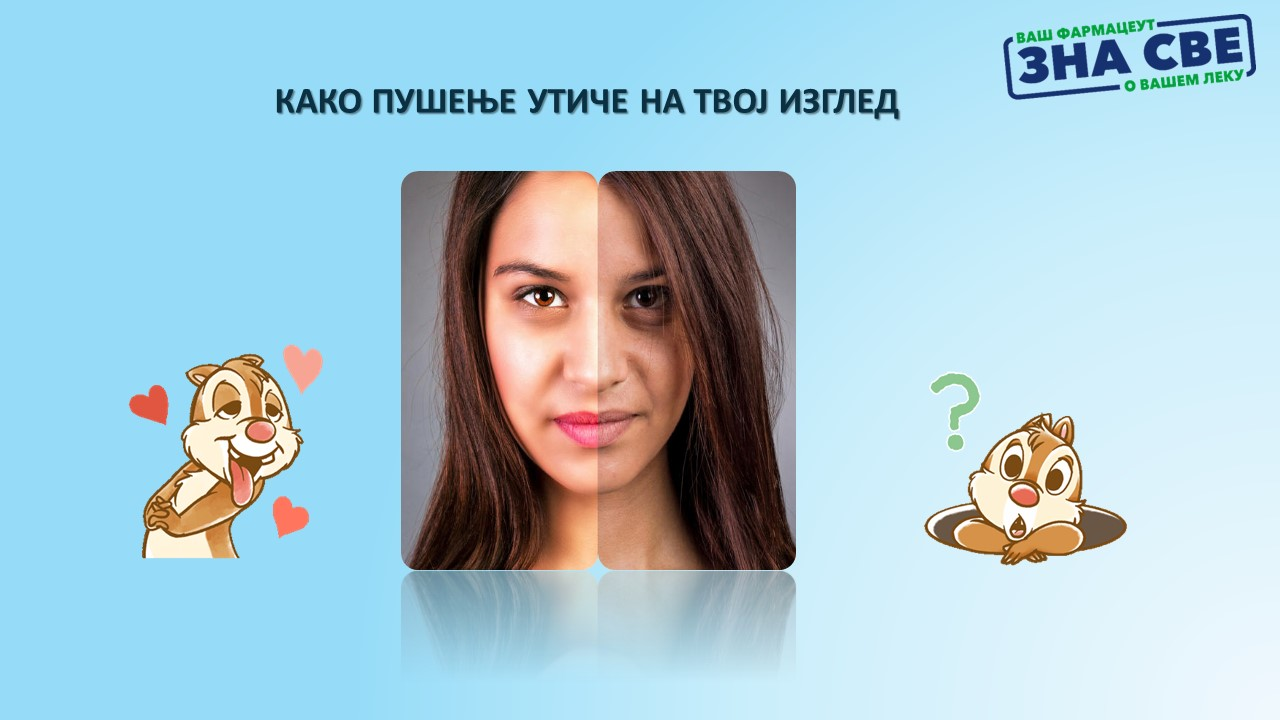 ВАШ ФАРМАЦЕУТ
ЗНА СВЕ
О ВАШЕМ ЛЕКУ
КАКО ПУШЕЊЕ УТИЧЕ НА ТВОЈ ИЗГЛЕД
?